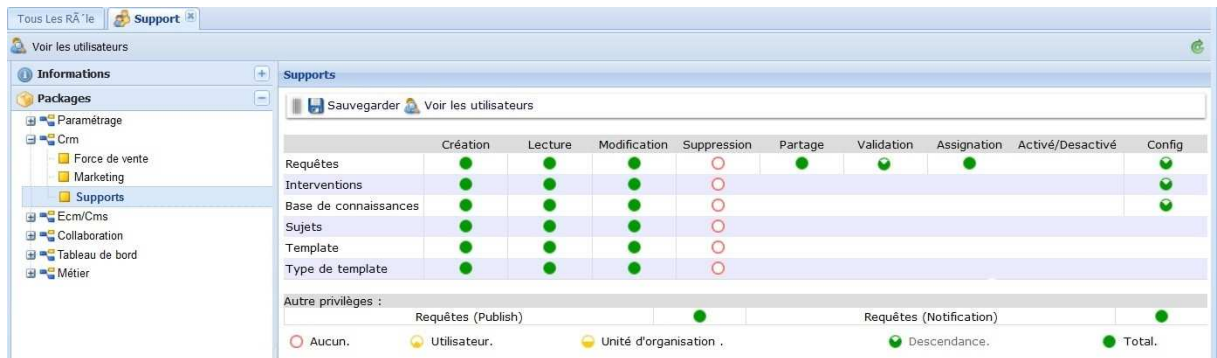 Tous Les RÃ´le Support
Voir les utilisateurs
Informations
Packages
Paramétrage
Crm
Force de vente
Marketing
Supports
Ecm/Cms
Collaboration
Tableau de bord
Métier
Supports
Sauvegarder Voir les utilisateurs
Création Lecture Modification Suppression Partage Validation Assignation Activé/Desactivé Config
Requêtes
Interventions
Base de connaissances
Sujets
Template
Type de template
Autre privilèges :
Requêtes (Publish) Requêtes (Notification)
Aucun. Utilisateur. Unité d'organisation . Descendance. Total.